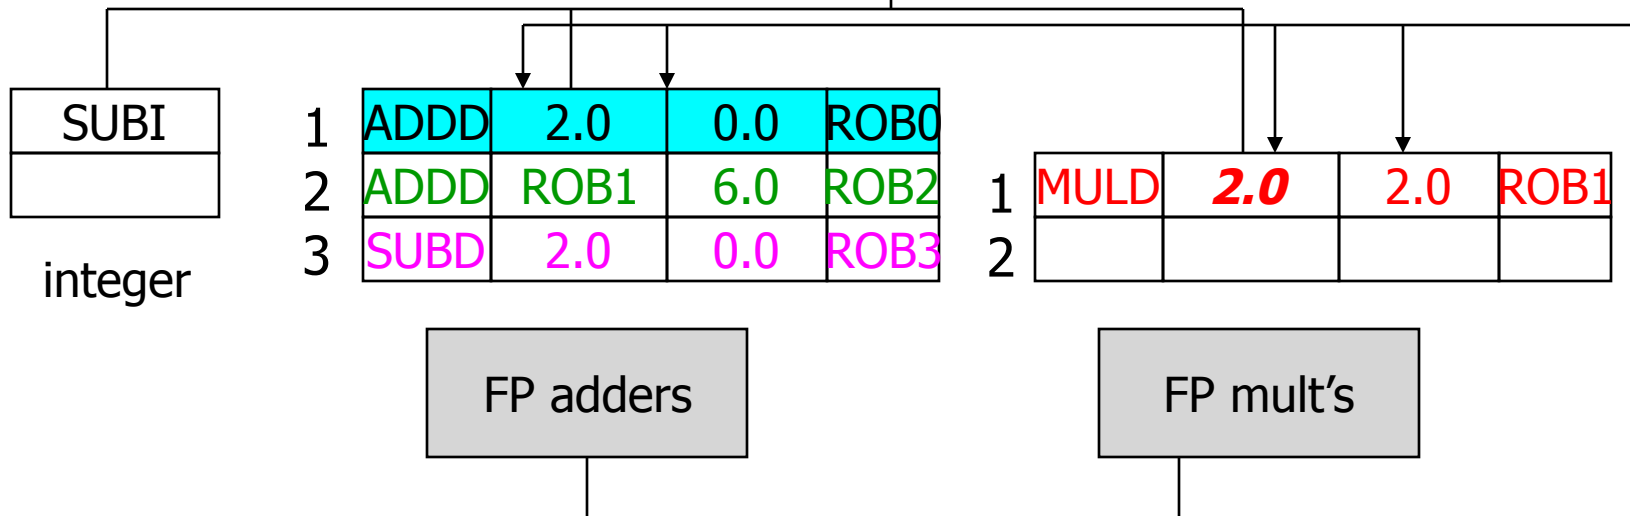 SUBI
integer
1 ADDD 2.0 0.0 ROB0
2 ADDD ROB1 6.0 ROB2
3 SUBD 2.0 0.0 ROB3
1 MULD 2.0 2.0 ROB1
2
FP adders
FP mult’s